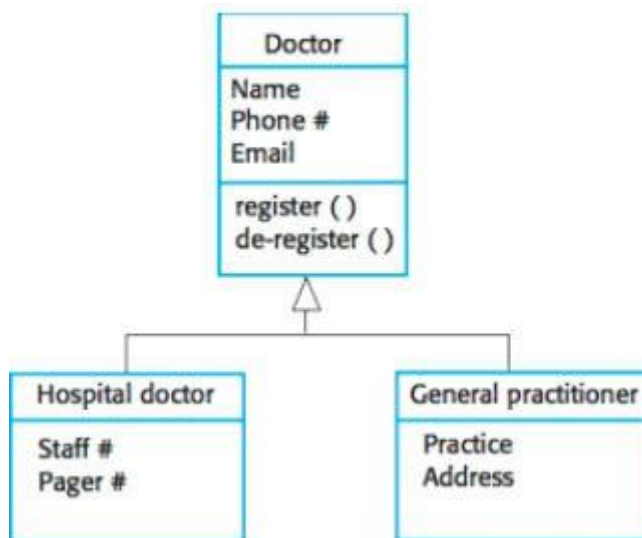 Doctor
Name
Phone #
Email
register ( )
de-register ( )
Hospital doctor
Staff #
Pager #
General practitioner
Practice
Address